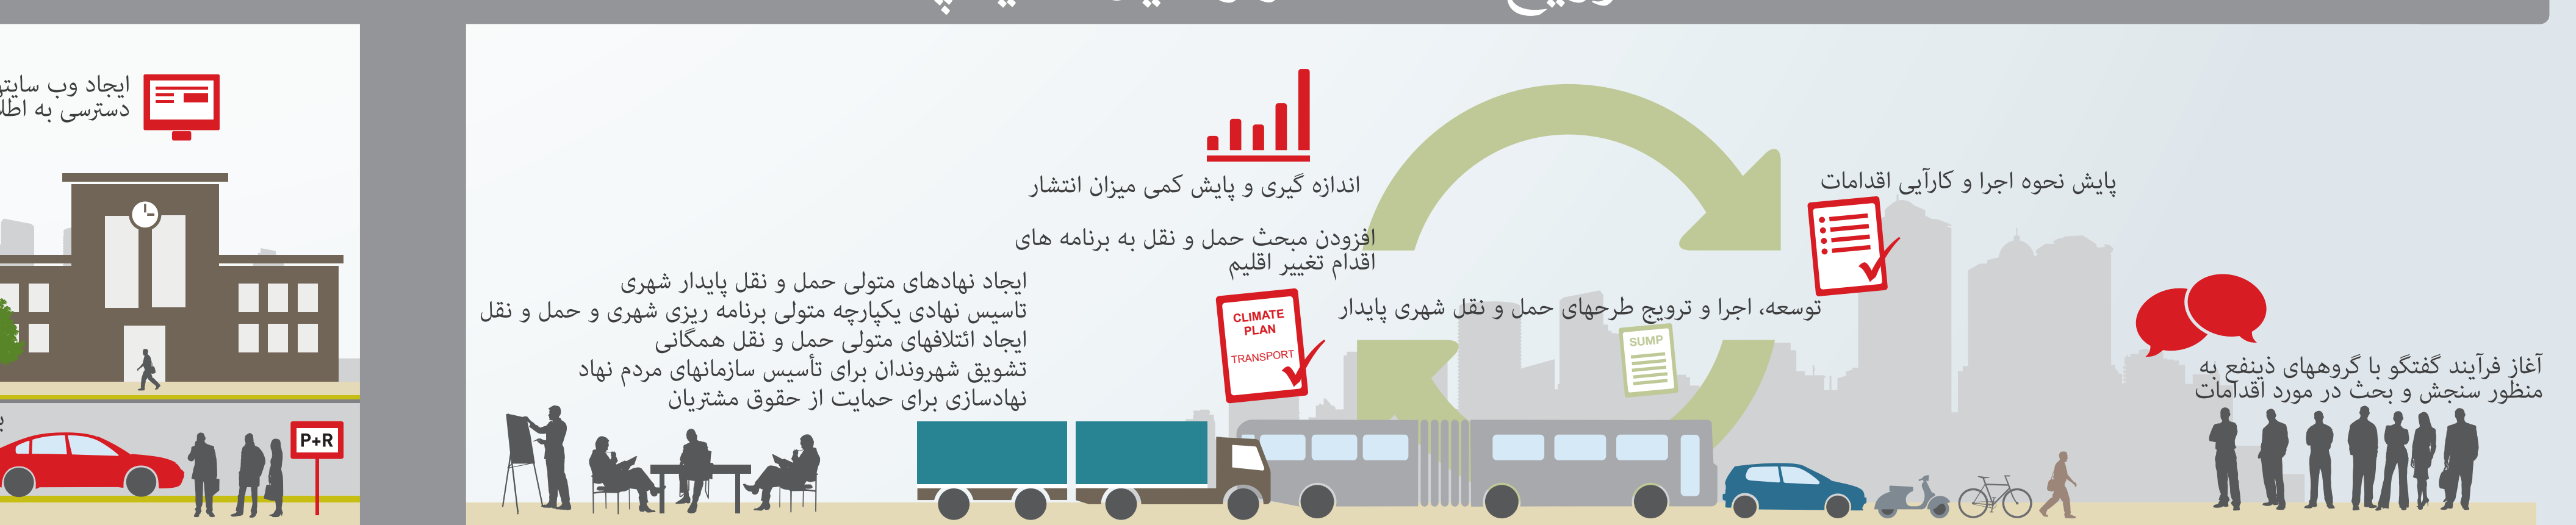 پایش نحوه اجرا و کارآیی اقدامات
آغاز فرآیند گفتگو با گروههای ذینفع به
منظور سنجش و بحث در مورد اقدامات
توسعه، اجرا و ترویج طرحهای حمل و نقل شهری پایدار
SUMP
اندازه گیری و پایش کمی میزان انتشار
افزودن مبحث حمل و نقل به برنامه های
اقدام تغییر اقلیم
CLIMATE
PLAN
TRANSPORT
ایجاد نهادهای متولی حمل و نقل پایدار شهری
تاسیس نهادی یکپارچه متولی برنامه ریزی شهری و حمل و نقل
ایجاد ائتلافهای متولی حمل و نقل همگانی
تشویق شهروندان برای تأسیس سازمانهای مردم نهاد
نهادسازی برای حمایت از حقوق مشتریان
ایجاد وب
دسترسی به
P+R